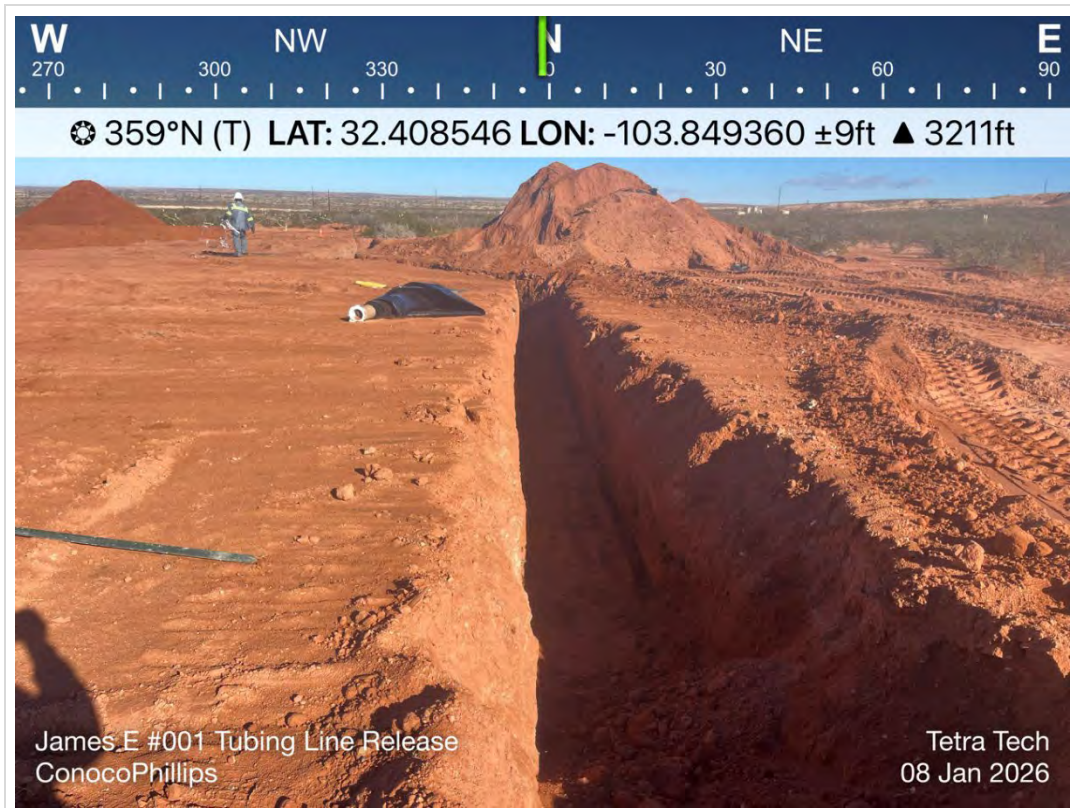 W NW N NE E
270 300 330 0 30 60 90
359°N (T) LAT: 32.408546 LON: -103.849360 ±9ft ▲ 3211ft
James E #001 Tubing Line Release
ConocoPhillips
Tetra Tech
08 Jan 2026